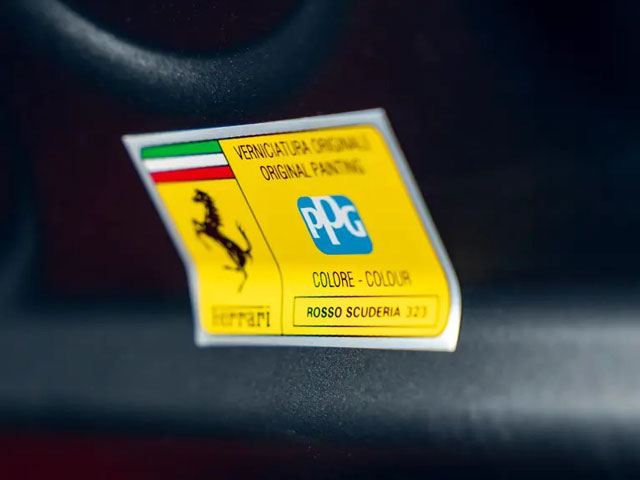 VERNICIATURA ORIGINALE
ORIGINAL PAINTING
PPG
COLORE - COLOUR
ROSSO SCUDERIA 323
Ferrari